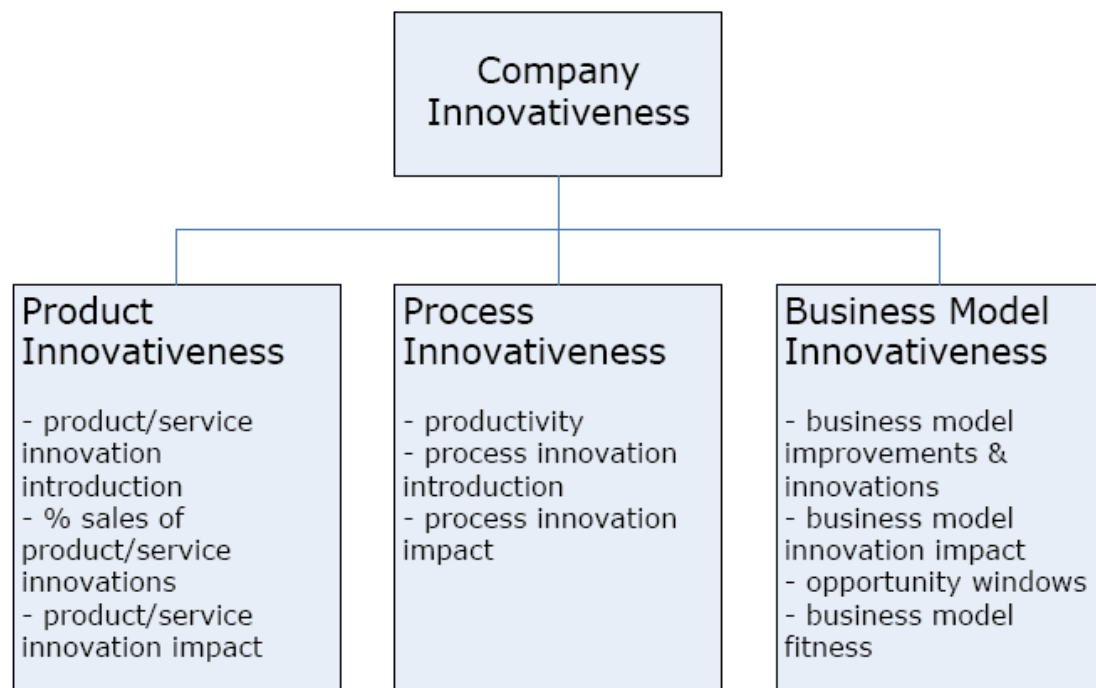 Company
Innovativeness
Product
Innovativeness
- product/service
innovation
introduction
- % sales of
product/service
innovations
- product/service
innovation impact
Process
Innovativeness
- productivity
- process innovation
introduction
- process innovation
impact
Business Model
Innovativeness
- business model
improvements &
innovations
- business model
innovation impact
- opportunity windows
- business model
fitness